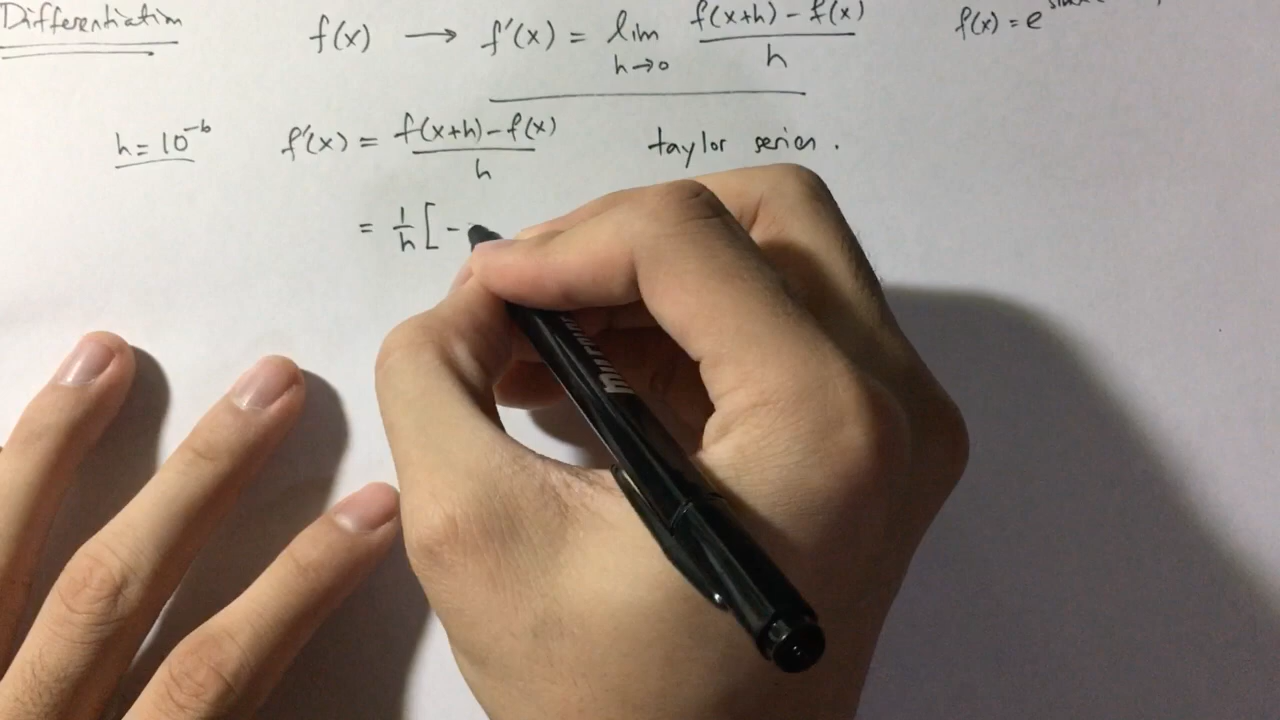 Differentiation f(x) → f'(x) = lim h→0 f(x+h) - f(x) / h f(x) = e
h = 10^-6 f'(x) = f(x+h) - f(x) / h taylor series .
= 1/h [ -